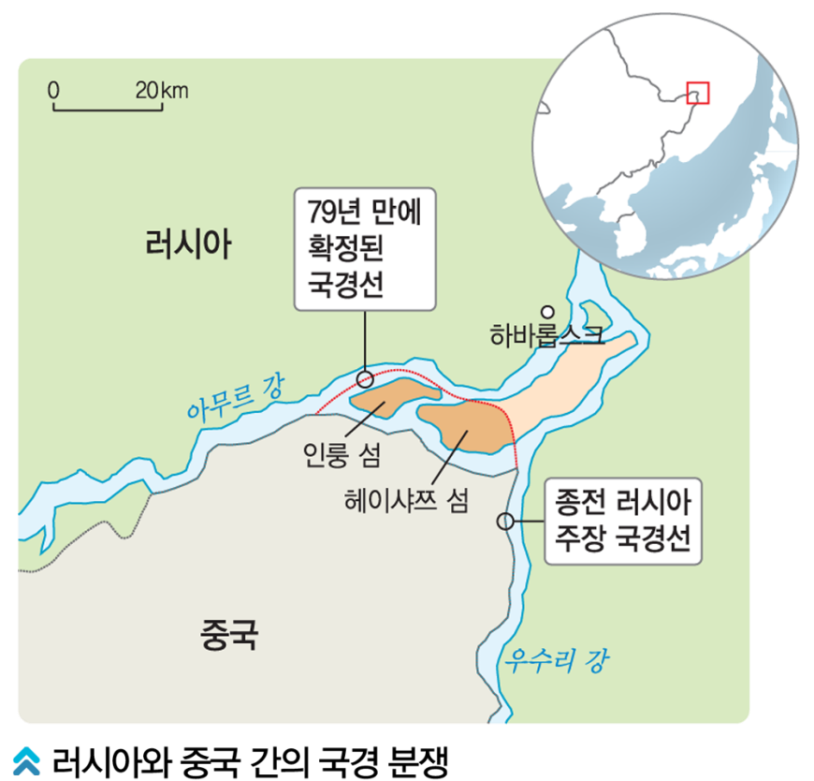 0 20km
79년 만에
확정된
국경선
러시아
하바롭스크
아무르 강
인룽 섬
헤이샤쯔 섬
종전 러시아
주장 국경선
중국
우수리 강
러시아와 중국 간의 국경 분쟁